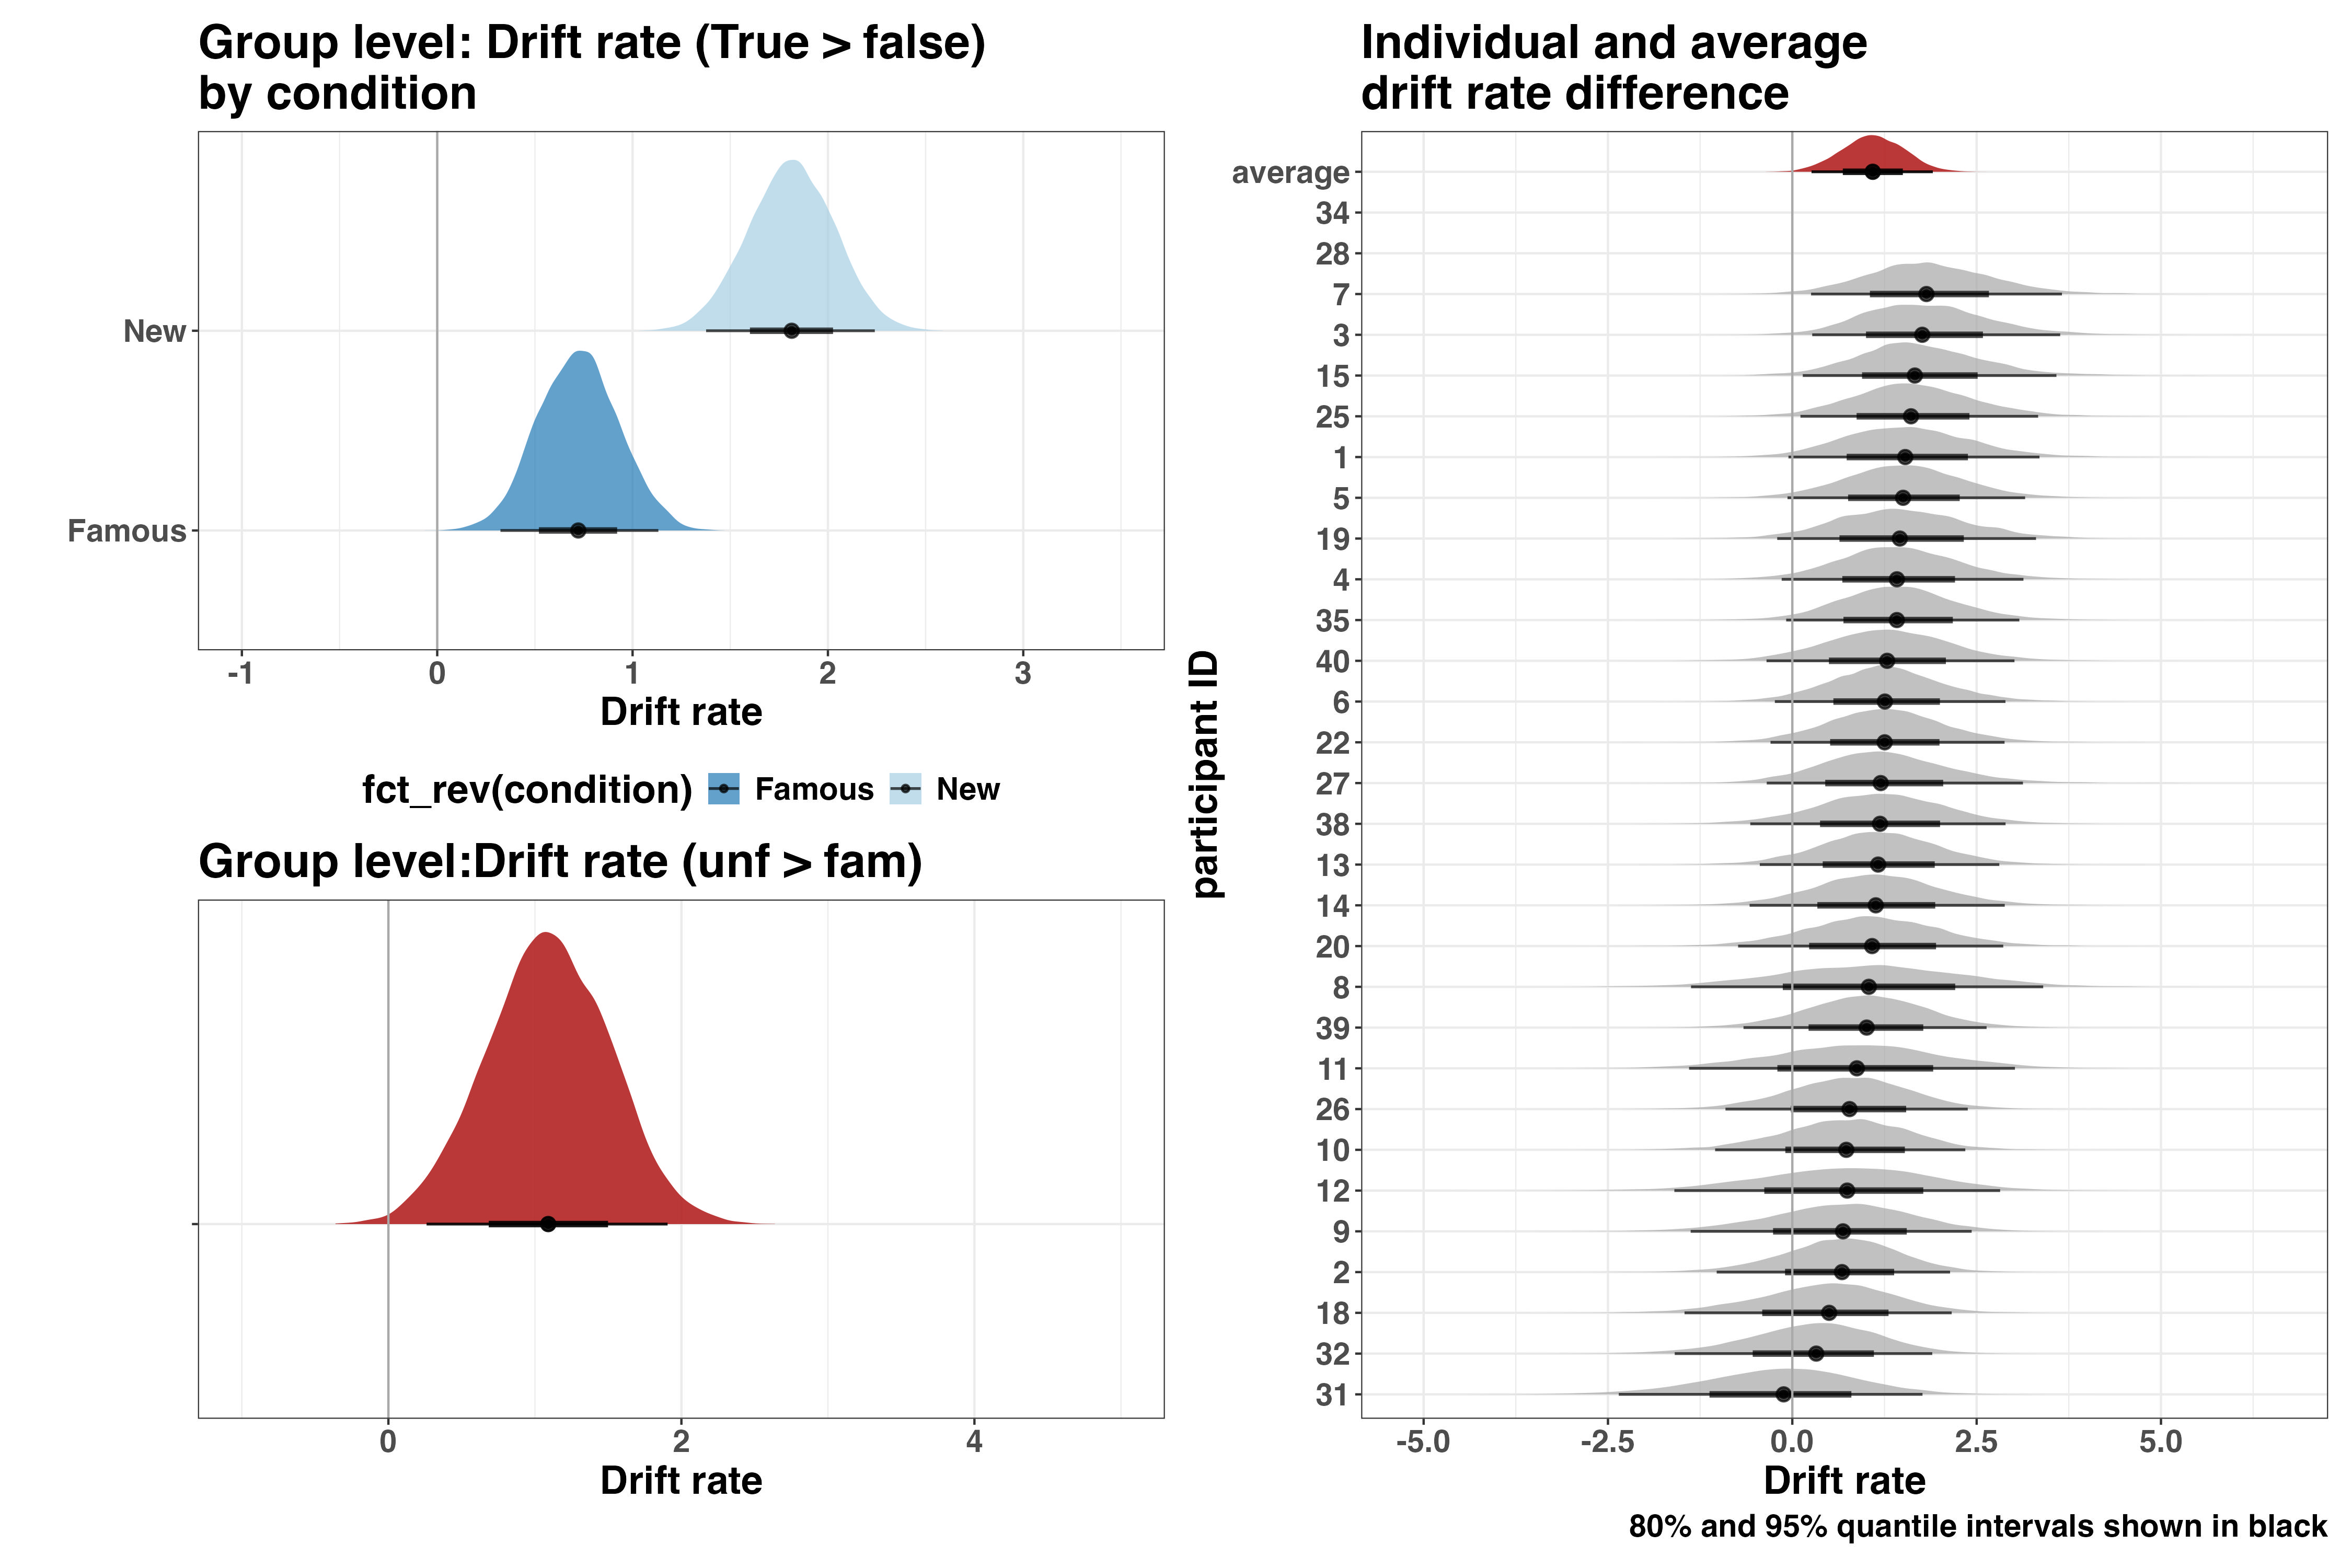 Group level: Drift rate (True > false)
by condition
New
Famous
-1 0 1 2 3
Drift rate
fct_rev(condition) Famous New
Group level:Drift rate (unf > fam)
0 2 4
Drift rate
Individual and average
drift rate difference
participant ID
average
34
28
7
3
15
25
1
5
19
4
35
40
6
22
27
38
13
14
20
8
39
11
26
10
12
9
2
18
32
31
-5.0 -2.5 0.0 2.5 5.0
Drift rate
80% and 95% quantile intervals shown in black